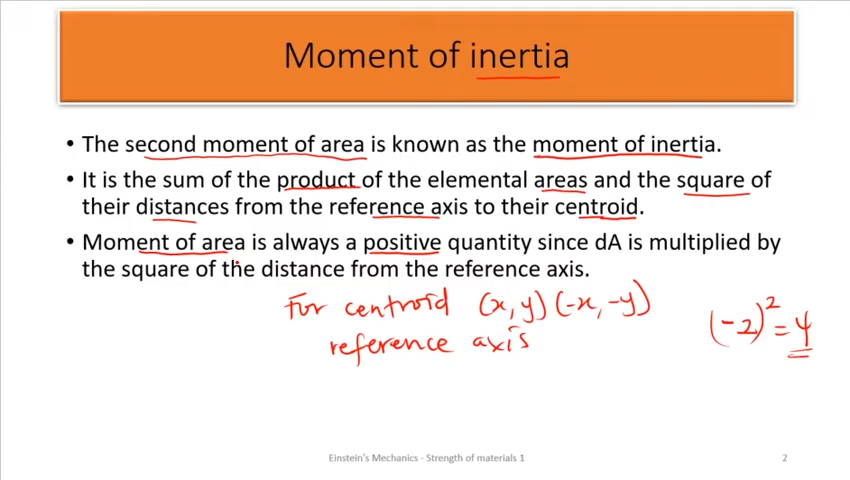 Moment of inertia
• The second moment of area is known as the moment of inertia.
• It is the sum of the product of the elemental areas and the square of
their distances from the reference axis to their centroid.
• Moment of area is always a positive quantity since dA is multiplied by
the square of the distance from the reference axis.
For centroid (x, y) (-x, -y)
(-2)² = 4
reference axis
Einstein's Mechanics - Strength of materials 1
2